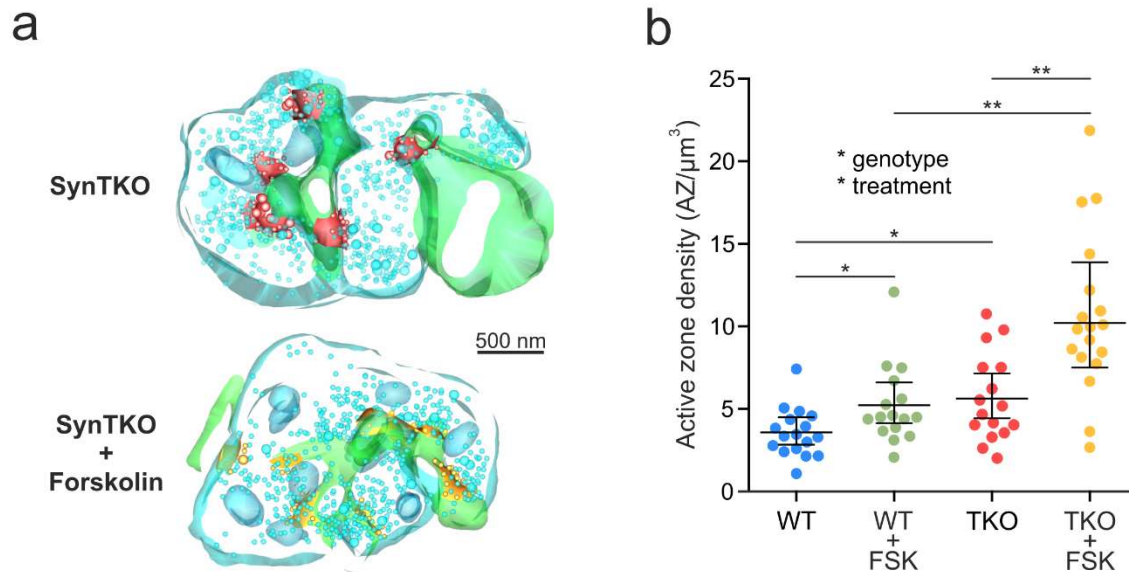 a
SynTKO
500 nm
SynTKO
+
Forskolin
b
Active zone density (AZ/μm³)
25
20
15
10
5
0
**
**
* genotype
* treatment
*
*
WT
WT
+
FSK
TKO
TKO
+
FSK